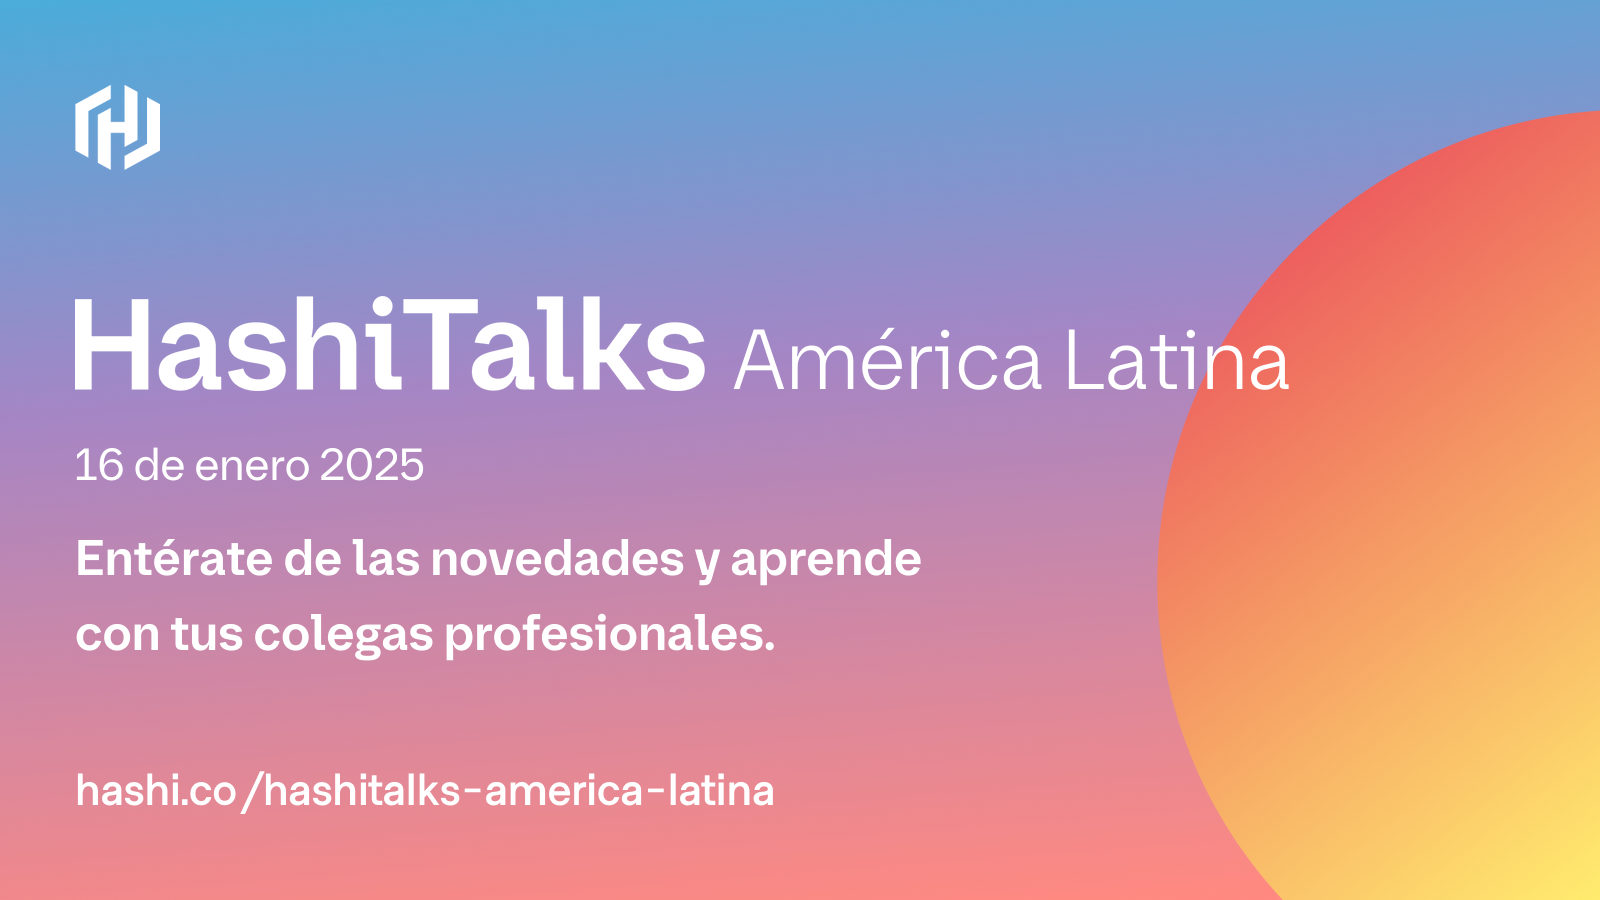 HashiTalks América Latina
16 de enero 2025
Entérate de las novedades y aprende
con tus colegas profesionales.
hashi.co/hashitalks-america-latina